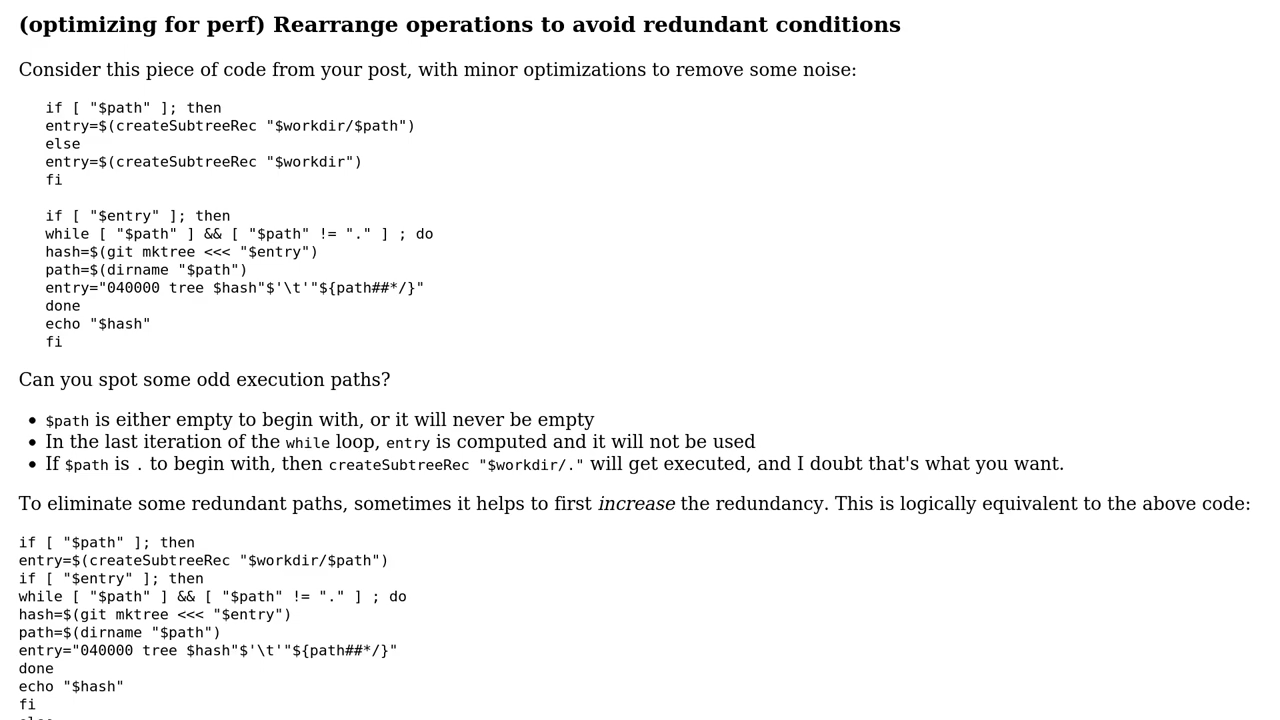 (optimizing for perf) Rearrange operations to avoid redundant conditions
Consider this piece of code from your post, with minor optimizations to remove some noise:
if [ "$path" ]; then
entry=$(createSubtreeRec "$workdir/$path")
else
entry=$(createSubtreeRec "$workdir")
fi
if [ "$entry" ]; then
while [ "$path" ] && [ "$path" != "." ] ; do
hash=$(git mktree <<< "$entry")
path=$(dirname "$path")
entry="040000 tree $hash"$'\t'"${path##*/}"
done
echo "$hash"
fi
Can you spot some odd execution paths?
• $path is either empty to begin with, or it will never be empty
• In the last iteration of the while loop, entry is computed and it will not be used
• If $path is . to begin with, then createSubtreeRec "$workdir/." will get executed, and I doubt that's what you want.
To eliminate some redundant paths, sometimes it helps to first increase the redundancy. This is logically equivalent to the above code:
if [ "$path" ]; then
entry=$(createSubtreeRec "$workdir/$path")
if [ "$entry" ]; then
while [ "$path" ] && [ "$path" != "." ] ; do
hash=$(git mktree <<< "$entry")
path=$(dirname "$path")
entry="040000 tree $hash"$'\t'"${path##*/}"
done
echo "$hash"
fi